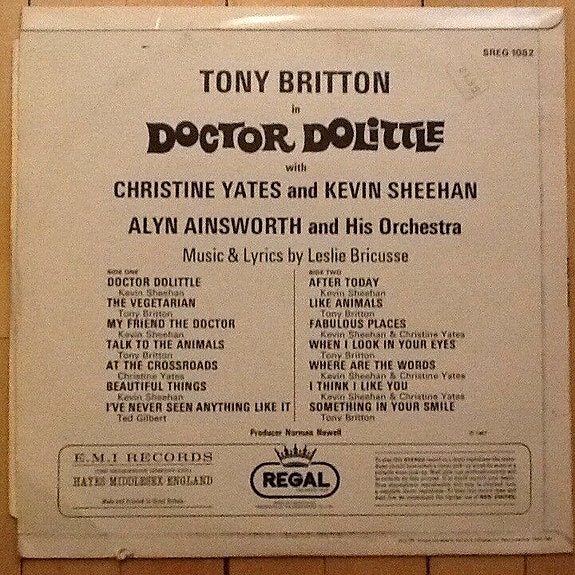 SREG 1082
TONY BRITTON
in
DOCTOR DOLITTLE
with
CHRISTINE YATES and KEVIN SHEEHAN
ALYN AINSWORTH and His Orchestra
Music & Lyrics by Leslie Bricusse
SIDE ONE
DOCTOR DOLITTLE
Kevin Sheehan
THE VEGETARIAN
Tony Britton
MY FRIEND THE DOCTOR
Kevin Sheehan
TALK TO THE ANIMALS
Tony Britton
AT THE CROSSROADS
Christine Yates
BEAUTIFUL THINGS
Kevin Sheehan
I'VE NEVER SEEN ANYTHING LIKE IT
Ted Gilbert
SIDE TWO
AFTER TODAY
Kevin Sheehan
LIKE ANIMALS
Tony Britton
FABULOUS PLACES
Kevin Sheehan & Christine Yates
WHEN I LOOK IN YOUR EYES
Tony Britton
WHERE ARE THE WORDS
Kevin Sheehan & Christine Yates
I THINK I LIKE YOU
Kevin Sheehan & Christine Yates
SOMETHING IN YOUR SMILE
Tony Britton
Producer Norman Newell
E.M.I RECORDS
HAYES MIDDLESEX ENGLAND
Made and Printed in Great Britain
REGAL